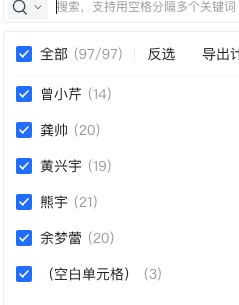 搜索，支持用空格分隔多个关键词
全部 (97/97) 反选 导出
曾小芹 (14)
龚帅 (20)
黄兴宇 (19)
熊宇 (21)
余梦蕾 (20)
（空白单元格） (3)